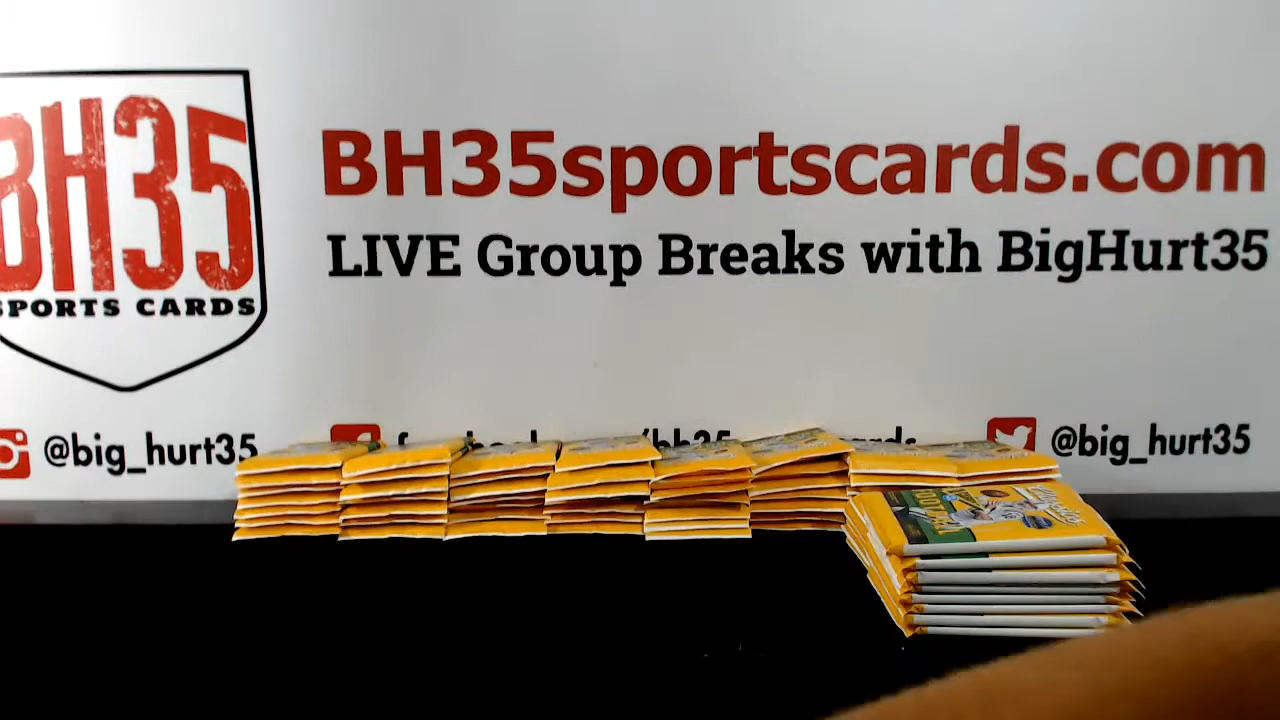 BH35
SPORTS CARDS
BH35sportscards.com
LIVE Group Breaks with BigHurt35
@big_hurt35
@big_hurt35